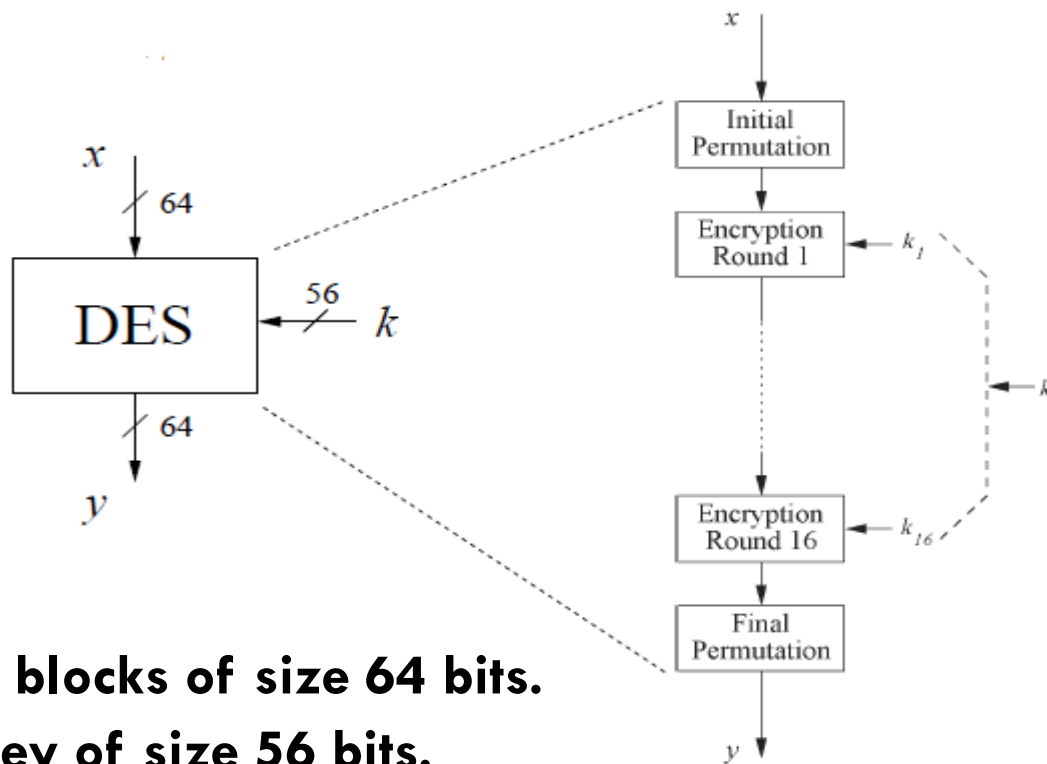 x
64
DES
56
k
64
y
x
Initial
Permutation
Encryption
Round 1
k₁
k
Encryption
Round 16
k₁₆
Final
Permutation
y
blocks of size 64 bits.
of size 56 bits.